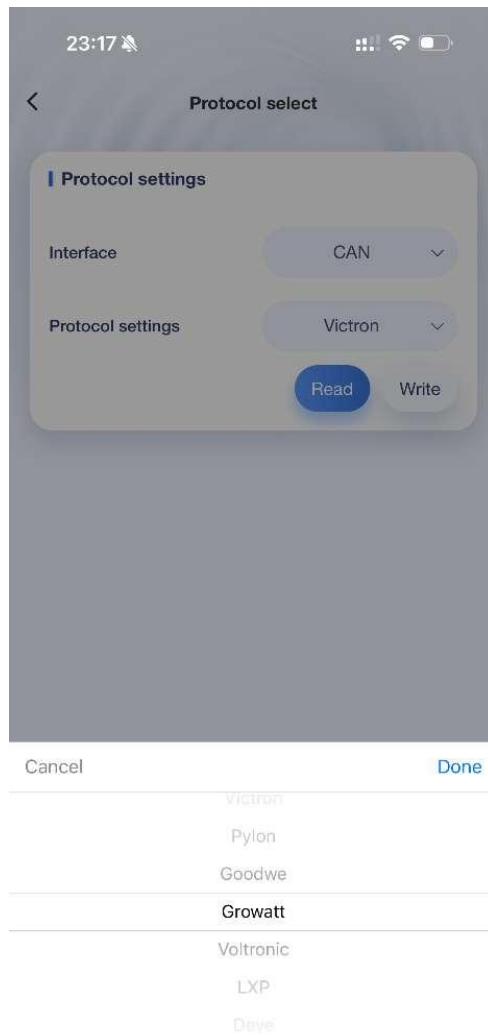 23:17
Protocol select
Protocol settings
Interface CAN
Protocol settings Victron
Read Write
Cancel Done
Victron
Pylon
Goodwe
Growatt
Voltronic
LXP
Deye